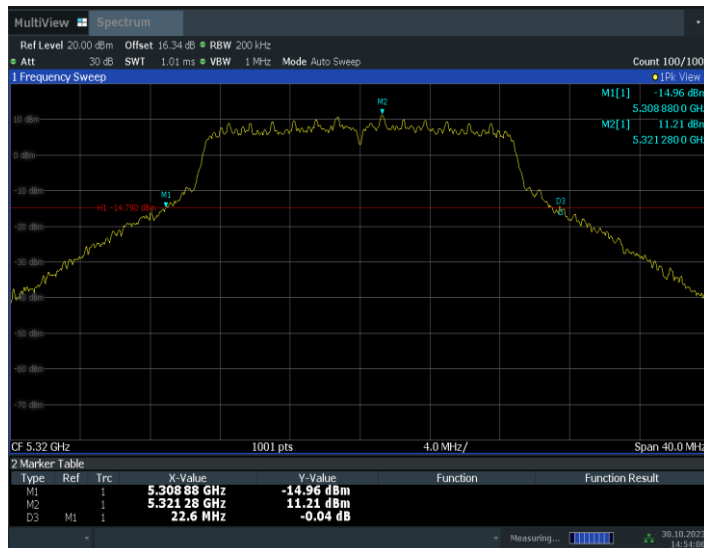 MultiView Spectrum
Ref Level 20.00 dBm Offset 16.34 dB RBW 200 kHz
Att 30 dB SWT 1.01 ms VBW 1 MHz Mode Auto Sweep Count 100/100
1 Frequency Sweep 1Pk View
M1[1] -14.96 dBm
5.308 880 0 GHz
M2[1] 11.21 dBm
5.321 280 0 GHz
M2
10 dBm
0 dBm
-10 dBm
M1
D3
H1 -14.790 dBm
-20 dBm
-30 dBm
-40 dBm
-50 dBm
-60 dBm
-70 dBm
CF 5.32 GHz 1001 pts 4.0 MHz/ Span 40.0 MHz
2 Marker Table
Type Ref Trc X-Value Y-Value Function Function Result
M1 1 5.308 88 GHz -14.96 dBm
M2 1 5.321 28 GHz 11.21 dBm
D3 M1 1 22.6 MHz -0.04 dB
Measuring... 30.10.2023
14:54:06